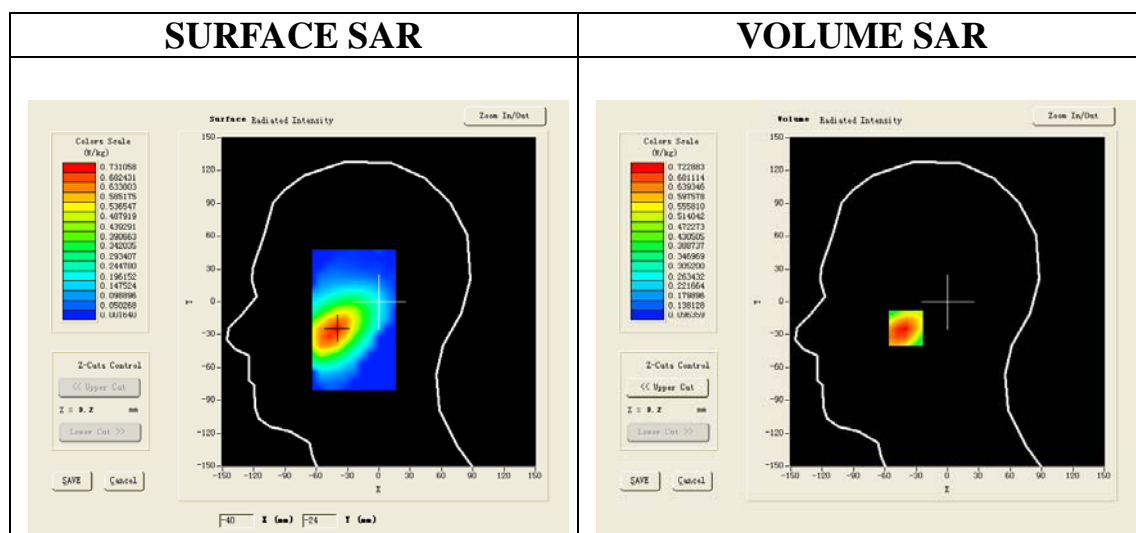 SURFACE SAR
VOLUME SAR
Surface Radiated Intensity
Zoom In/Out
Colors Scale
(W/kg)
0.731058
0.682431
0.633803
0.585175
0.536547
0.487919
0.439291
0.390663
0.342035
0.293407
0.244780
0.196152
0.147524
0.098896
0.050268
0.001640
150
120
90
60
30
0
-30
-60
-90
-120
-150
Y
-150 -120 -90 -60 -30 0 30 60 90 120 150
X
Z-Cuts Control
<< Upper Cut
Z = 0.2 mm
Lower Cut >>
SAVE Cancel
-40 X (mm) -24 Y (mm)
Volume Radiated Intensity
Zoom In/Out
Colors Scale
(W/kg)
0.722883
0.681114
0.639346
0.597578
0.555810
0.514042
0.472273
0.430505
0.388737
0.346969
0.305200
0.263432
0.221664
0.179896
0.138128
0.096359
150
120
90
60
30
0
-30
-60
-90
-120
-150
Y
-150 -120 -90 -60 -30 0 30 60 90 120 150
X
Z-Cuts Control
<< Upper Cut
Z = 0.2 mm
Lower Cut >>
SAVE Cancel